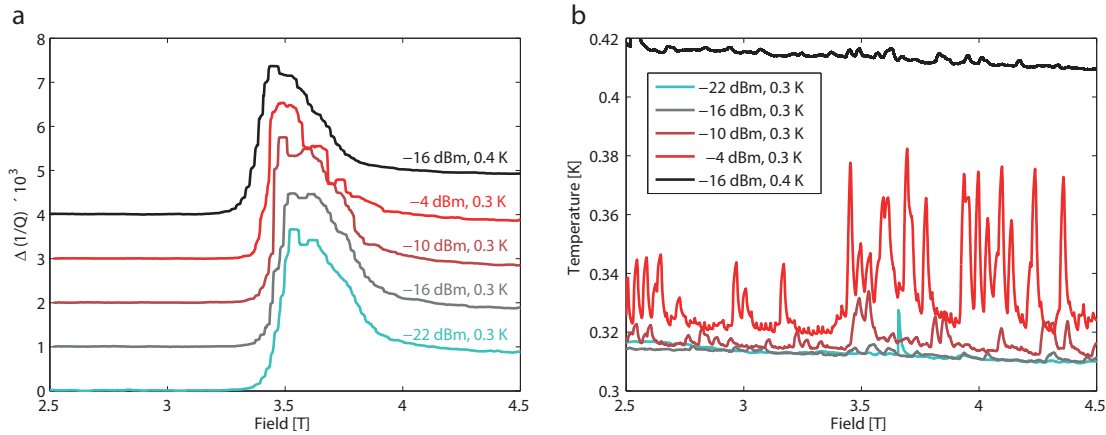 a
8
7
6
5
4
3
2
1
0
Δ (1/Q) ´ 10³
−16 dBm, 0.4 K
−4 dBm, 0.3 K
−10 dBm, 0.3 K
−16 dBm, 0.3 K
−22 dBm, 0.3 K
2.5 3 3.5 4 4.5
Field [T]
b
0.42
0.4
0.38
0.36
0.34
0.32
0.3
Temperature [K]
−22 dBm, 0.3 K
−16 dBm, 0.3 K
−10 dBm, 0.3 K
−4 dBm, 0.3 K
−16 dBm, 0.4 K
2.5 3 3.5 4 4.5
Field [T]